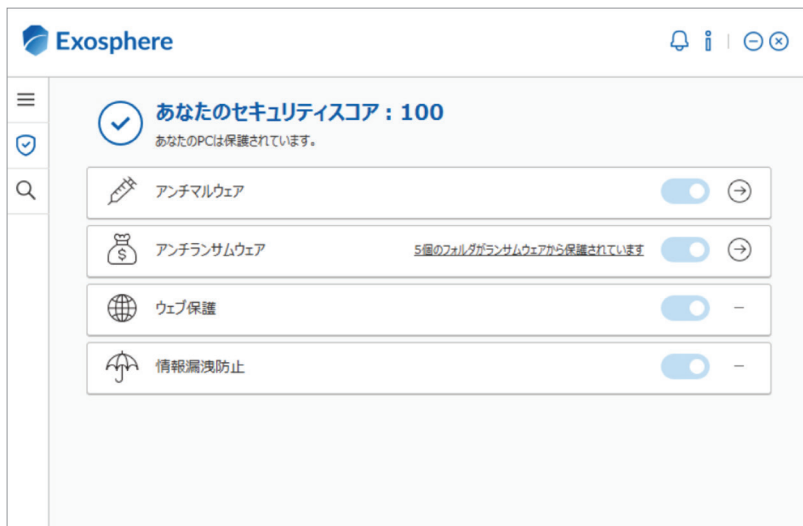 Exosphere
あなたのセキュリティスコア：100
あなたのPCは保護されています。
アンチマルウェア
アンチランサムウェア 5個のフォルダがランサムウェアから保護されています
ウェブ保護
情報漏洩防止